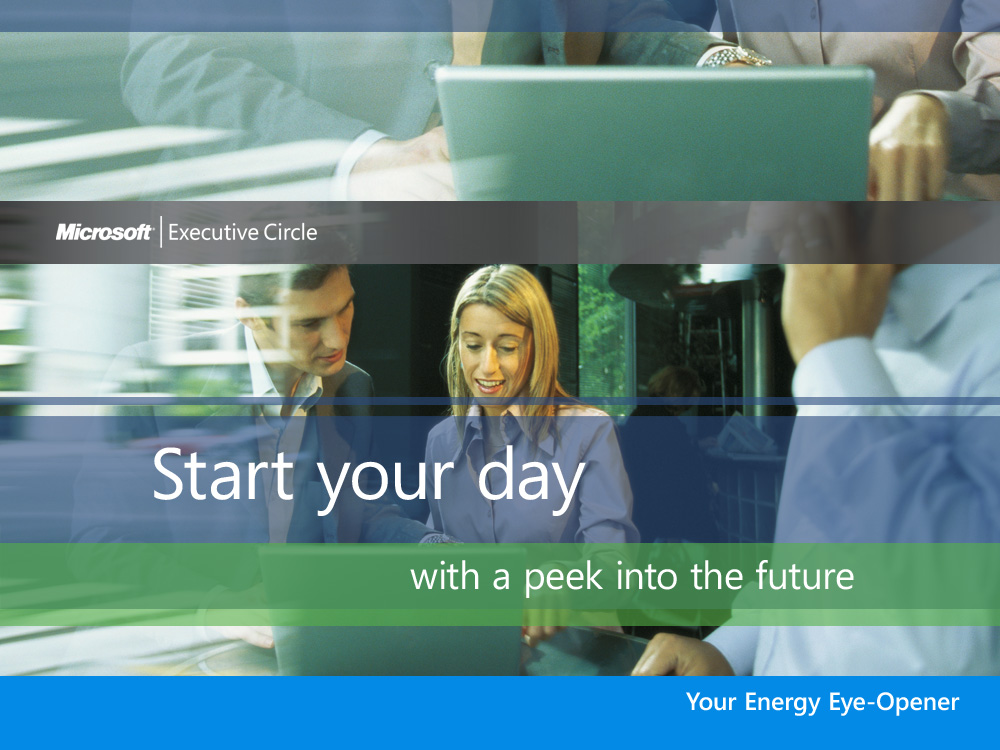 Microsoft | Executive Circle
Start your day
with a peek into the future
Your Energy Eye-Opener